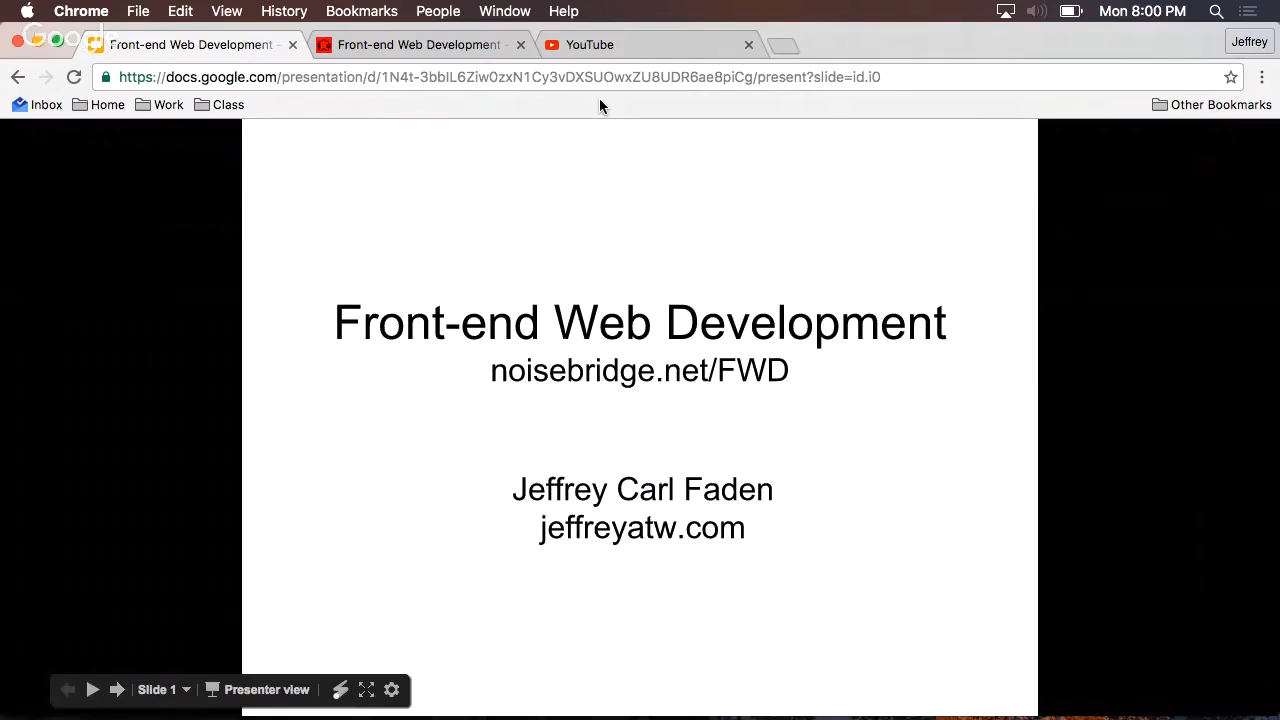 Chrome File Edit View History Bookmarks People Window Help Mon 8:00 PM
Google
Front-end Web Development - Front-end Web Development - YouTube Jeffrey
https://docs.google.com/presentation/d/1N4t-3bbIL6Ziw0zxN1Cy3vDXSUOwxZU8UDR6ae8piCg/present?slide=id.i0
Inbox Home Work Class Other Bookmarks
Front-end Web Development
noisebridge.net/FWD
Jeffrey Carl Faden
jeffreyatw.com
Slide 1 Presenter view